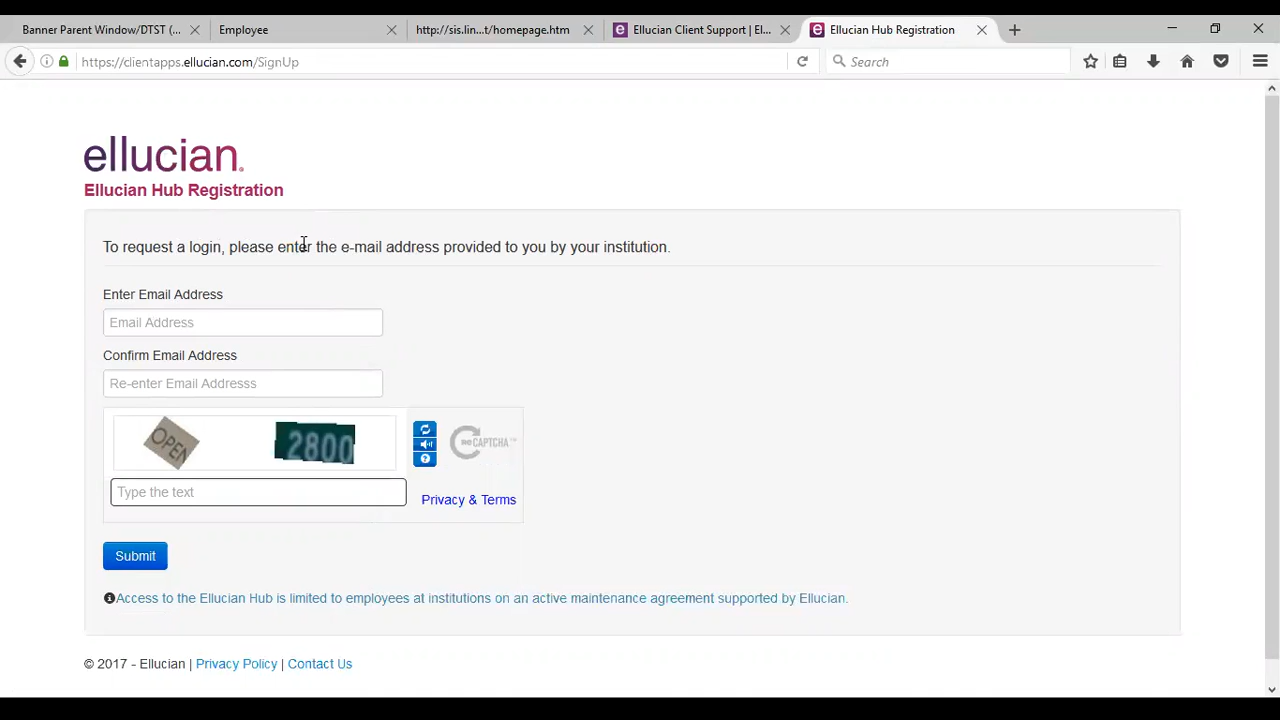 Banner Parent Window/DTST (...
Employee
http://sis.lin...t/homepage.htm
Ellucian Client Support | El...
Ellucian Hub Registration
https://clientapps.ellucian.com/SignUp
Search
ellucian.
Ellucian Hub Registration
To request a login, please enter the e-mail address provided to you by your institution.
Enter Email Address
Email Address
Confirm Email Address
Re-enter Email Addresss
OPEN 2800
reCAPTCHA™
Type the text
Privacy & Terms
Submit
Access to the Ellucian Hub is limited to employees at institutions on an active maintenance agreement supported by Ellucian.
© 2017 - Ellucian | Privacy Policy | Contact Us